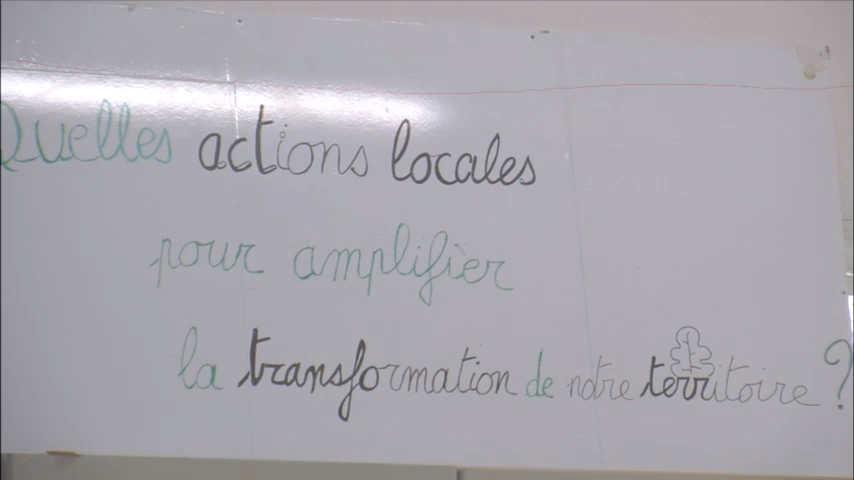 Quelles actions locales
pour amplifier
la transformation de notre territoire ?